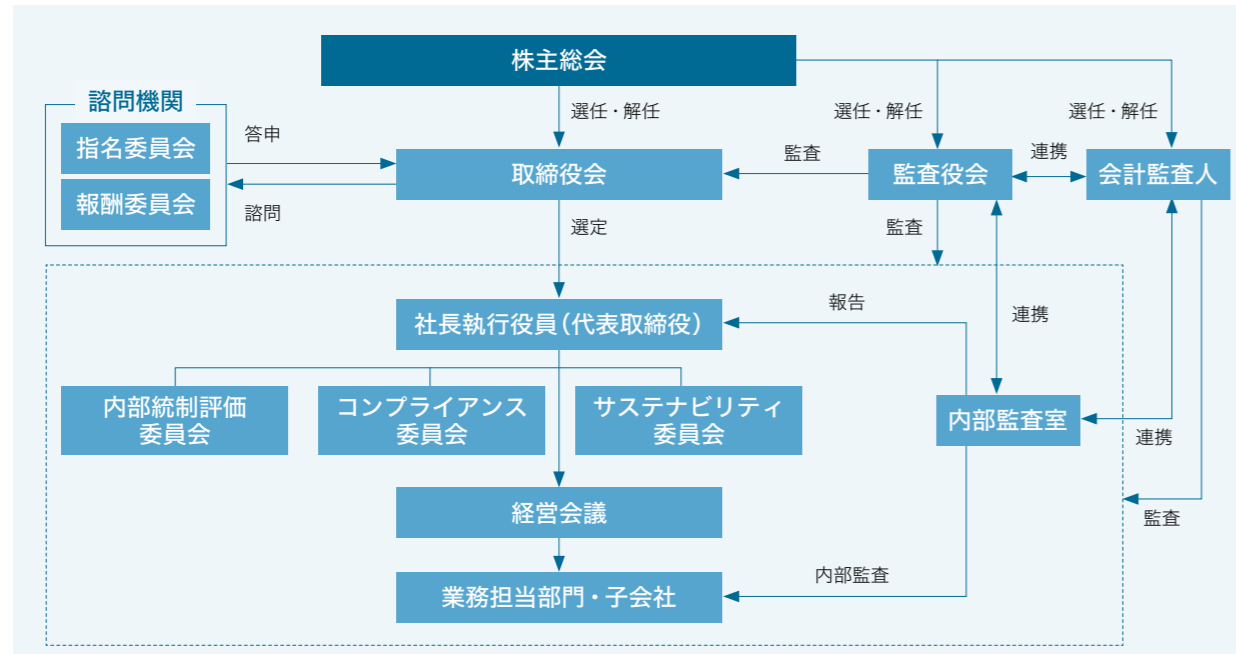 株主総会
諮問機関
選任・解任
選任・解任
選任・解任
指名委員会
報酬委員会
答申
諮問
取締役会
監査
監査役会
連携
会計監査人
選定
監査
社長執行役員（代表取締役）
報告
連携
内部統制評価
委員会
コンプライアンス
委員会
サステナビリティ
委員会
内部監査室
連携
経営会議
監査
内部監査
業務担当部門・子会社